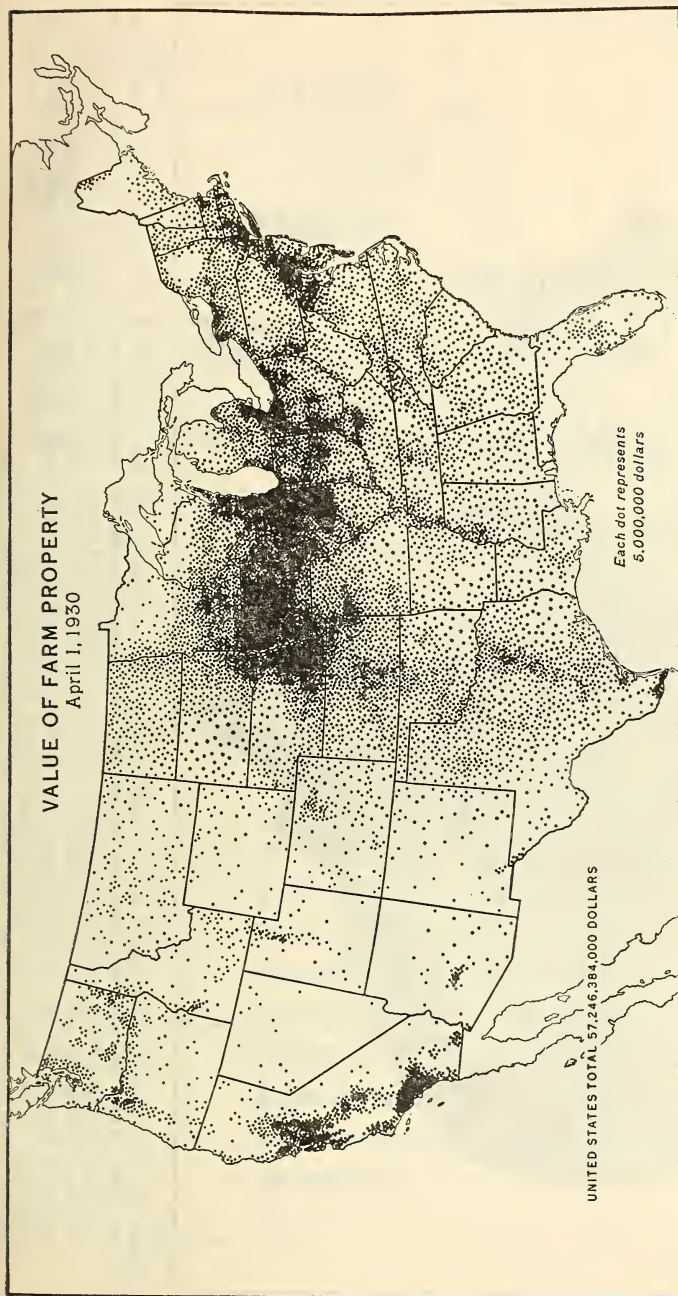 VALUE OF FARM PROPERTY
April 1, 1930
Each dot represents
5,000,000 dollars
UNITED STATES TOTAL 57,246,384,000 DOLLARS